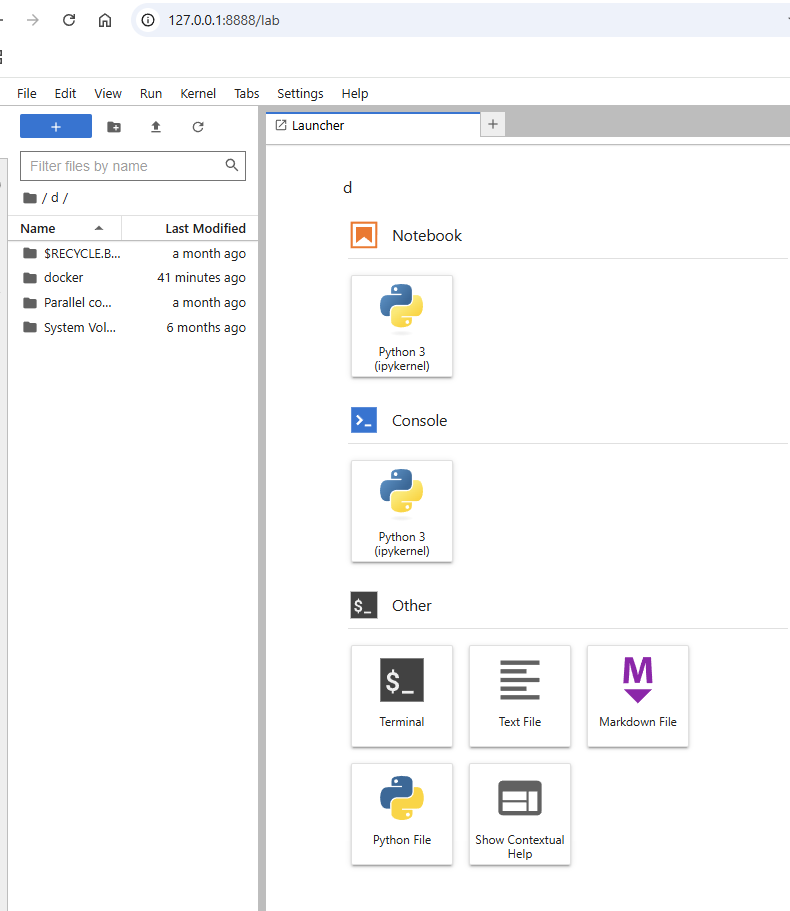 127.0.0.1:8888/lab
File Edit View Run Kernel Tabs Settings Help
+
Launcher
+
Filter files by name
/ d /
Name Last Modified
$RECYCLE.B... a month ago
docker 41 minutes ago
Parallel co... a month ago
System Vol... 6 months ago
d
Notebook
Python 3
(ipykernel)
>_ Console
Python 3
(ipykernel)
$_ Other
$_
Terminal
Text File
M
Markdown File
Python File
Show Contextual
Help